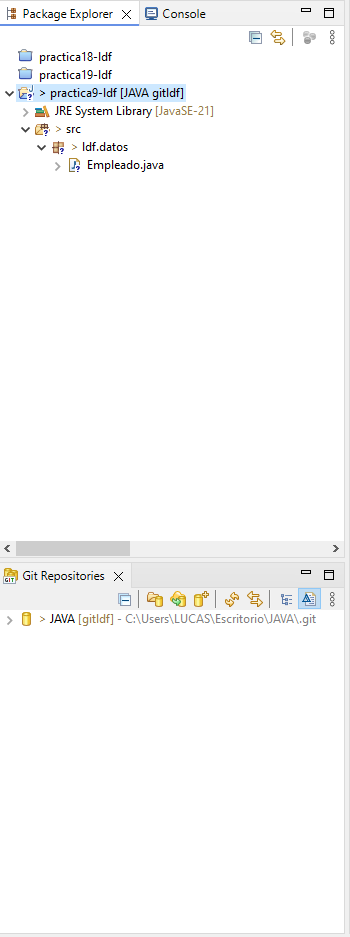 Package Explorer Console
practica18-ldf
practica19-ldf
> practica9-ldf [JAVA gitldf]
JRE System Library [JavaSE-21]
> src
> ldf.datos
Empleado.java
Git Repositories
> JAVA [gitldf] - C:\Users\LUCAS\Escritorio\JAVA\.git